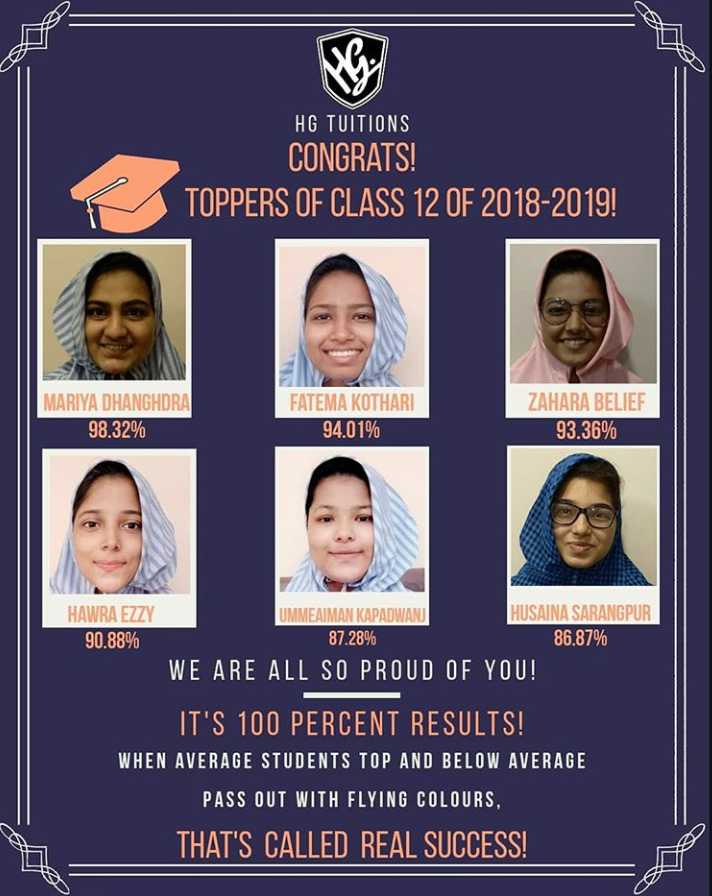 HG.
HG TUITIONS
CONGRATS!
TOPPERS OF CLASS 12 OF 2018-2019!
MARIYA DHANGHDRA
98.32%
FATEMA KOTHARI
94.01%
ZAHARA BELIEF
93.36%
HAWRA EZZY
90.88%
UMMEAIMAN KAPADWANJ
87.28%
HUSAINA SARANGPUR
86.87%
WE ARE ALL SO PROUD OF YOU!
IT'S 100 PERCENT RESULTS!
WHEN AVERAGE STUDENTS TOP AND BELOW AVERAGE
PASS OUT WITH FLYING COLOURS,
THAT'S CALLED REAL SUCCESS!